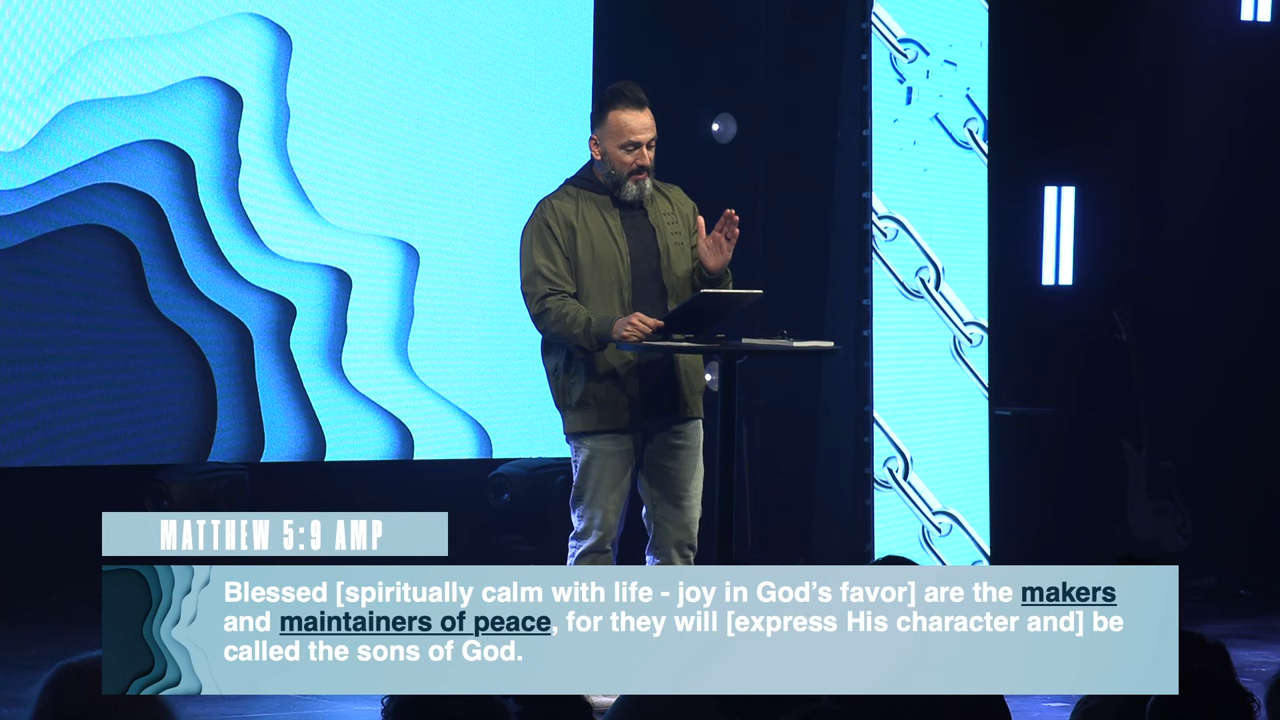 MATTHEW 5:9 AMP
Blessed [spiritually calm with life - joy in God’s favor] are the makers
and maintainers of peace, for they will [express His character and] be
called the sons of God.